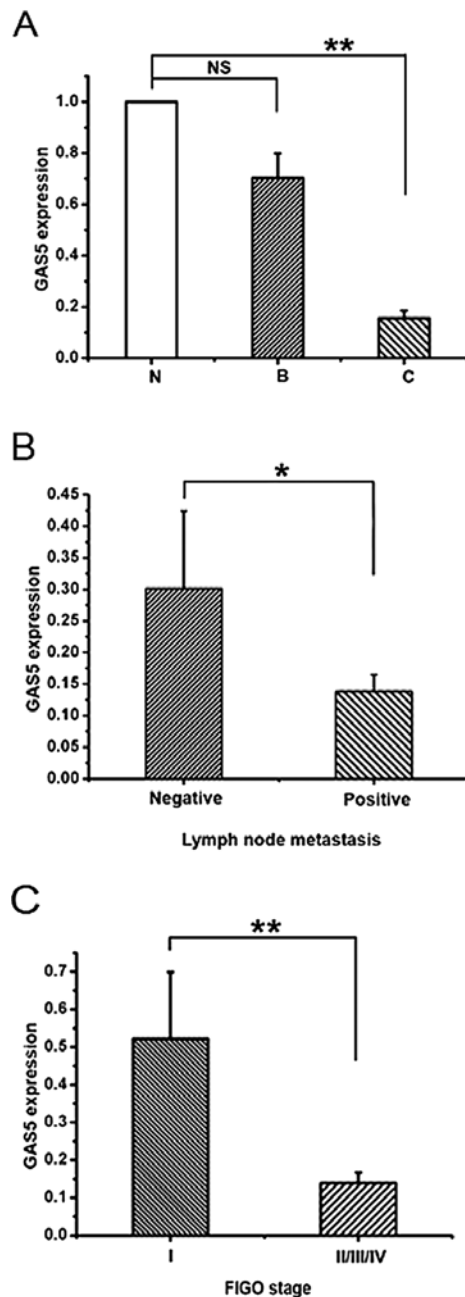 A
**
NS
GAS5 expression
1.0
0.8
0.6
0.4
0.2
0.0
N B C
B
*
GAS5 expression
0.45
0.40
0.35
0.30
0.25
0.20
0.15
0.10
0.05
0.00
Negative Positive
Lymph node metastasis
C
**
GAS5 expression
0.7
0.6
0.5
0.4
0.3
0.2
0.1
0.0
I II/III/IV
FIGO stage